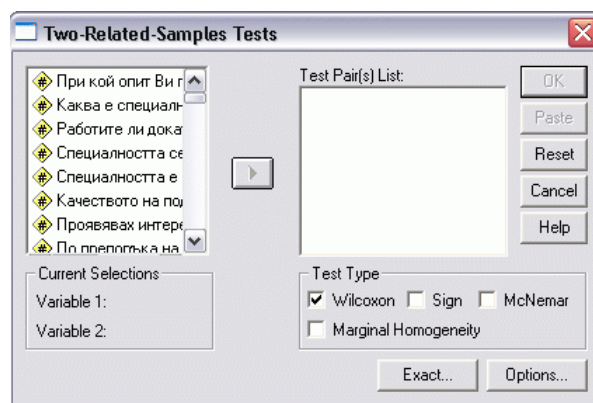 Two-Related-Samples Tests
При кой опит Ви г
Каква е специалн
Работите ли дока
Специалността се
Специалността е
Качеството на по
Проявявах интере
По препоръка на
Test Pair(s) List:
OK
Paste
Reset
Cancel
Help
Current Selections
Variable 1:
Variable 2:
Test Type
Wilcoxon Sign McNemar
Marginal Homogeneity
Exact... Options...